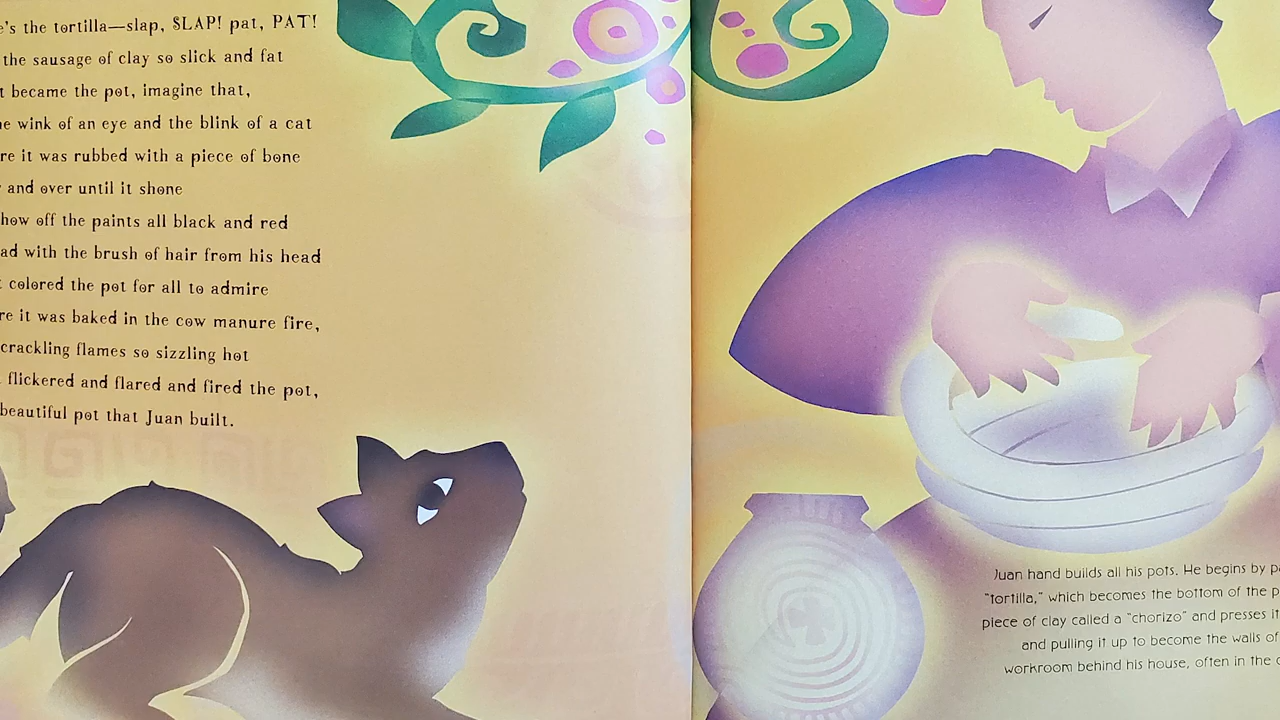 's the tortilla—slap, SLAP! pat, PAT!
the sausage of clay so slick and fat
became the pot, imagine that,
wink of an eye and the blink of a cat
it was rubbed with a piece of bone
and over until it shone
how off the paints all black and red
with the brush of hair from his head
colored the pot for all to admire
it was baked in the cow manure fire,
crackling flames so sizzling hot
flickered and flared and fired the pot,
beautiful pot that Juan built.
Juan hand builds all his pots. He begins by
"tortilla," which becomes the bottom of the
piece of clay called a "chorizo" and presses
and pulling it up to become the walls of
workroom behind his house, often in the